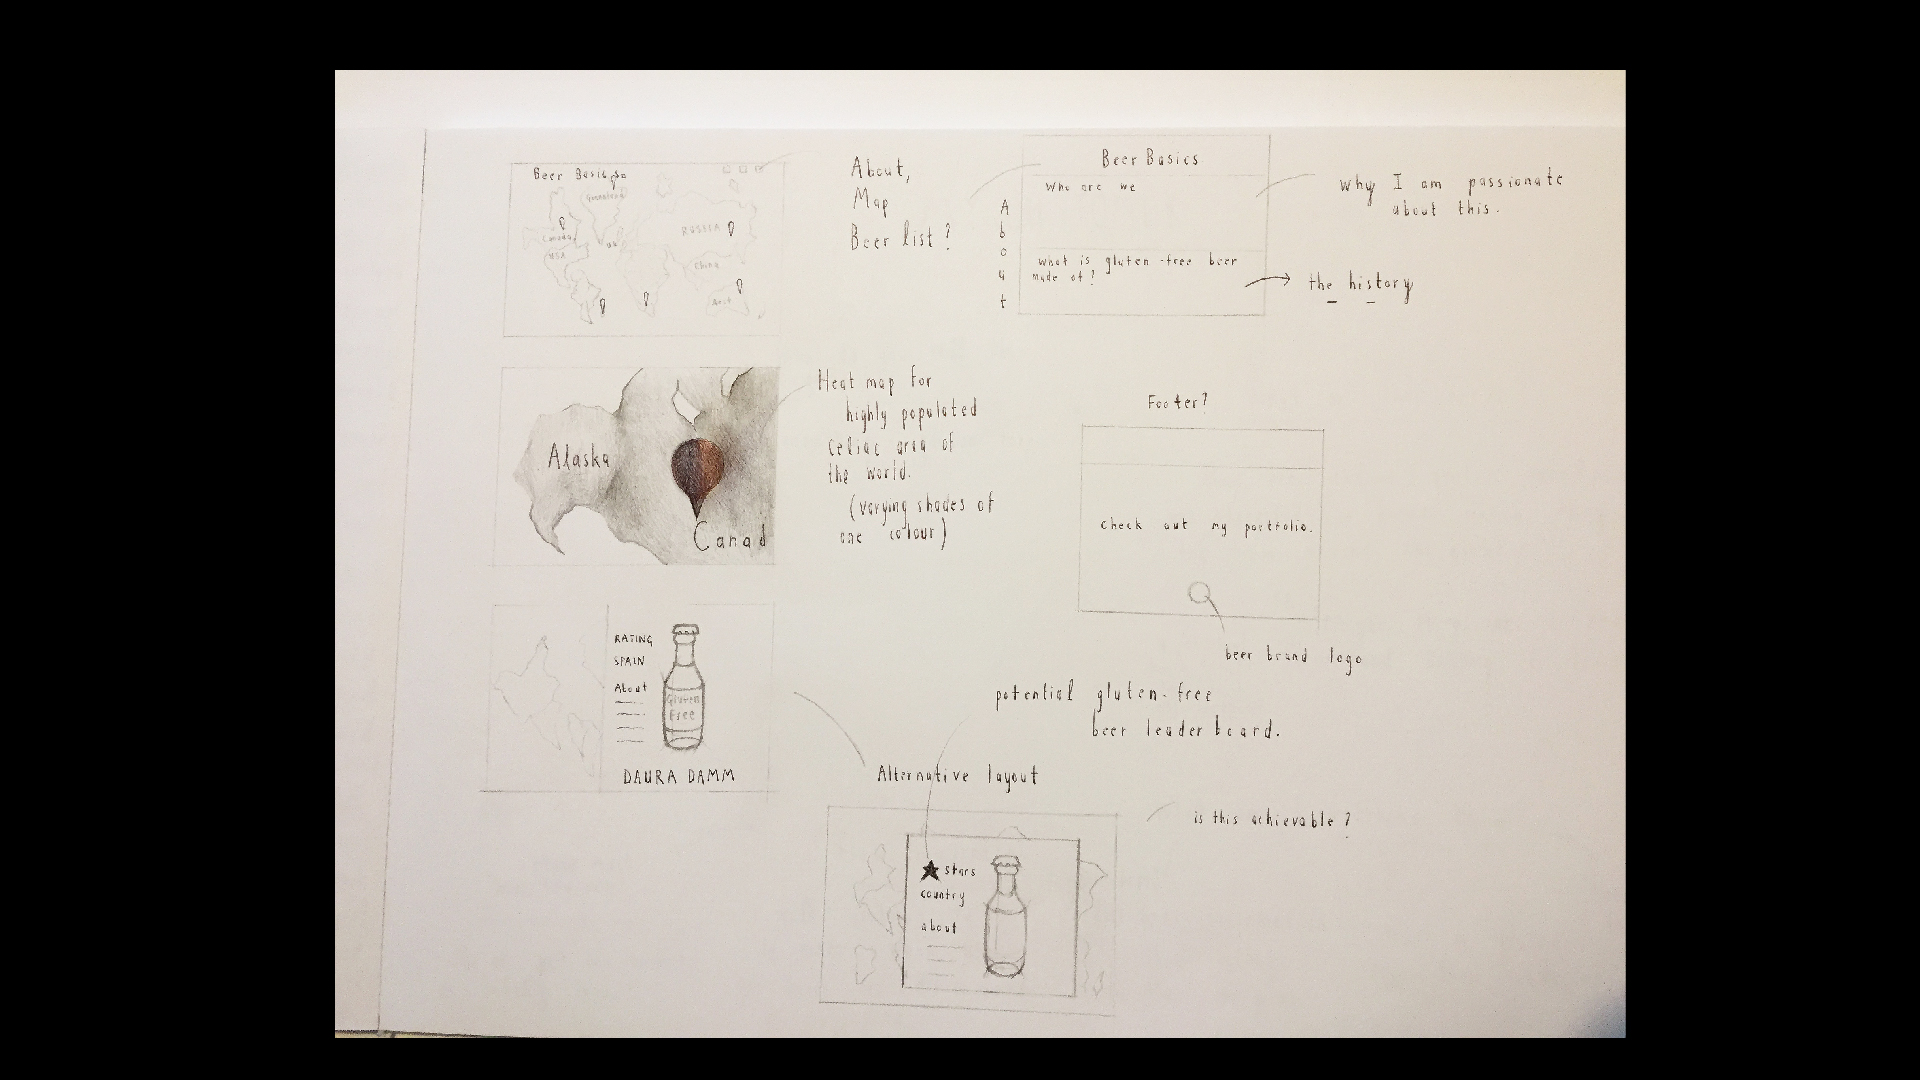 Beer Basics
Greenland
Canada
USA
UK
RUSSIA
China
Aust
About,
Map
Beer list?
About
Beer Basics
Who are we
What is gluten-free beer
made of?
why I am passionate
about this.
the history
Alaska
Canad
Heat map for
highly populated
Celiac area of
the world.
(varying shades of
one colour)
Footer?
Check out my portfolio.
beer brand logo
RATING
SPAIN
About
Gluten
Free
DAURA DAMM
potential gluten-free
beer leader board.
Alternative layout
is this achievable?
stars
country
about